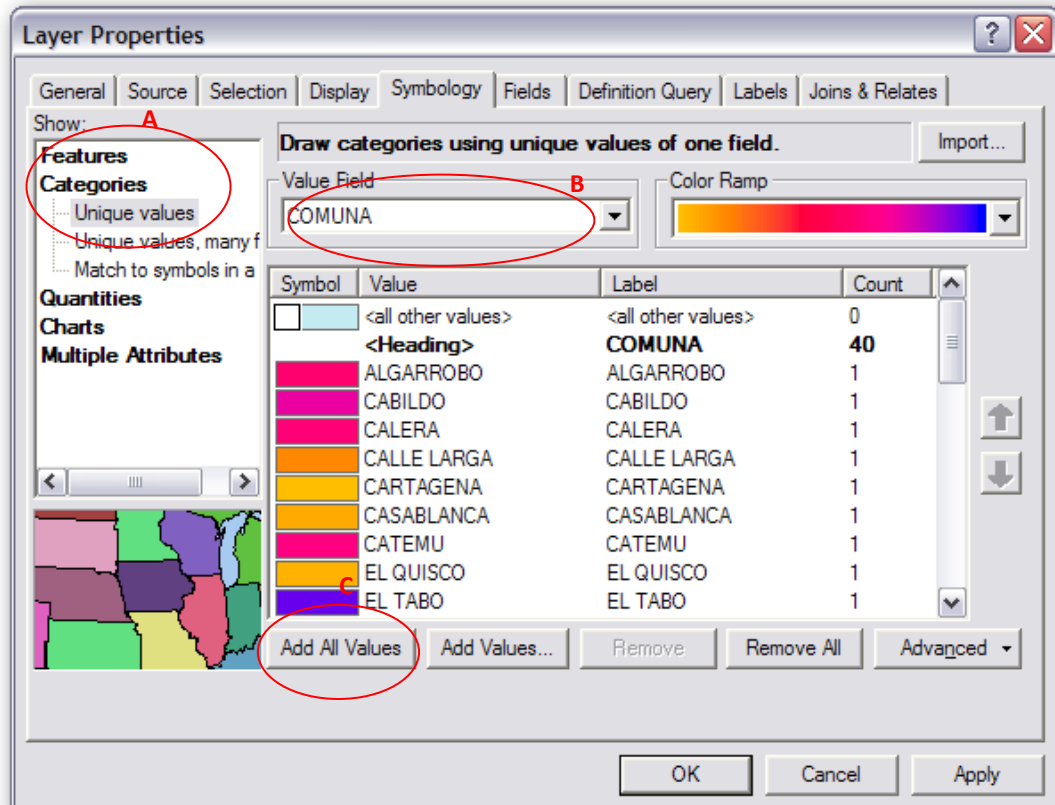 Layer Properties
General Source Selection Display Symbology Fields Definition Query Labels Joins & Relates
Show:
A
Features
Categories
Unique values
Unique values, many f
Match to symbols in a
Quantities
Charts
Multiple Attributes
Draw categories using unique values of one field.
Import...
Value Field
B
COMUNA
Color Ramp
Symbol Value Label Count
<all other values> <all other values> 0
<Heading> COMUNA 40
ALGARROBO ALGARROBO 1
CABILDO CABILDO 1
CALERA CALERA 1
CALLE LARGA CALLE LARGA 1
CARTAGENA CARTAGENA 1
CASABLANCA CASABLANCA 1
CATEMU CATEMU 1
EL QUISCO EL QUISCO 1
C
EL TABO EL TABO 1
Add All Values Add Values... Remove Remove All Advanced
OK Cancel Apply